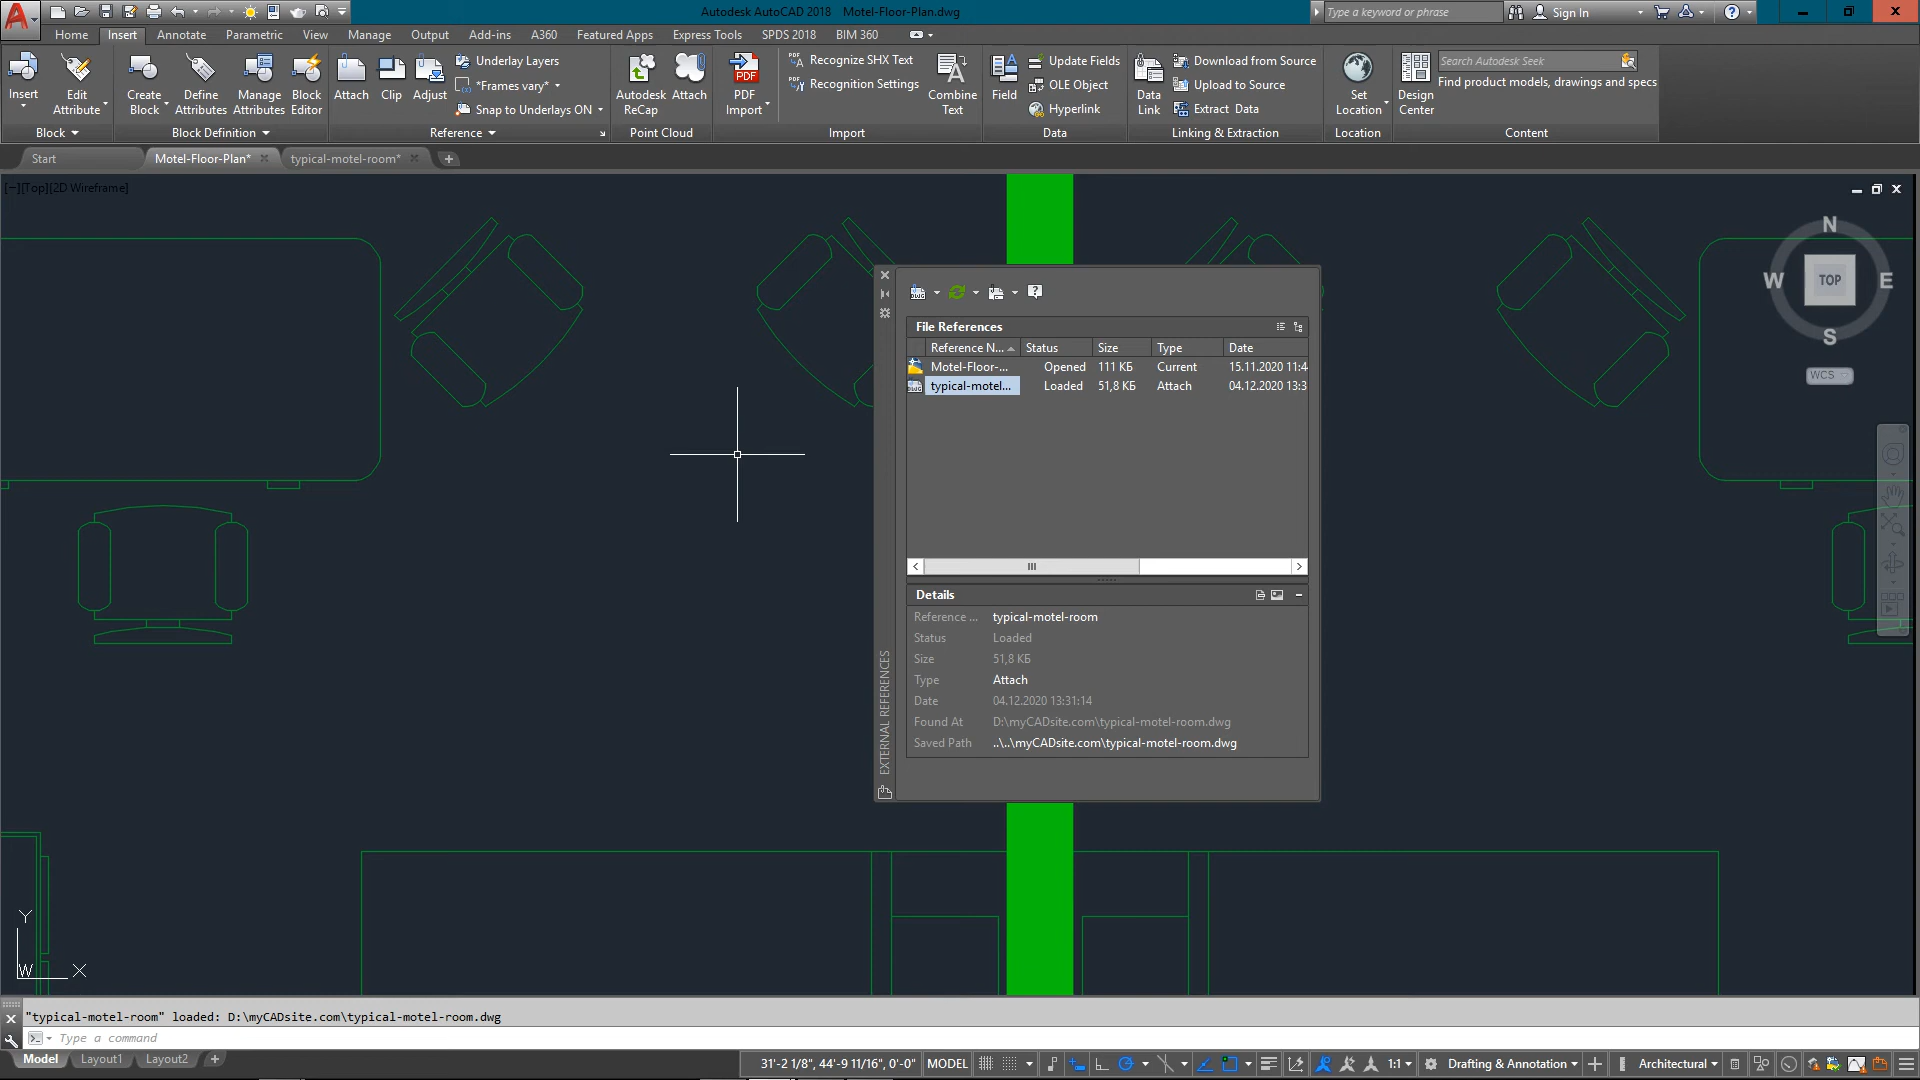 Autodesk AutoCAD 2018 Motel-Floor-Plan.dwg
Type a keyword or phrase
Sign In
Home Insert Annotate Parametric View Manage Output Add-ins A360 Featured Apps Express Tools SPDS 2018 BIM 360
Insert
Edit
Attribute
Create
Block
Define
Attributes
Manage
Attributes
Block
Editor
Attach
Clip
Adjust
Underlay Layers
*Frames vary*
Snap to Underlays ON
Autodesk
ReCap
Attach
PDF
PDF
Import
Recognize SHX Text
Recognition Settings
Combine
Text
Field
Update Fields
OLE Object
Hyperlink
Data
Link
Download from Source
Upload to Source
Extract Data
Set
Location
Design
Center
Search Autodesk Seek
Find product models, drawings and specs
Block Block Definition Reference Point Cloud Import Data Linking & Extraction Location Content
Start Motel-Floor-Plan* typical-motel-room*
[−][Top][2D Wireframe]
N
W TOP E
S
WCS
File References
Reference N... Status Size Type Date
Motel-Floor-... Opened 111 КБ Current 15.11.2020 11:4
typical-motel... Loaded 51,8 КБ Attach 04.12.2020 13:3
Details
Reference ... typical-motel-room
Status Loaded
Size 51,8 КБ
Type Attach
Date 04.12.2020 13:31:14
Found At D:\myCADsite.com\typical-motel-room.dwg
Saved Path ..\..\myCADsite.com\typical-motel-room.dwg
EXTERNAL REFERENCES
Y
W X
"typical-motel-room" loaded: D:\myCADsite.com\typical-motel-room.dwg
Type a command
Model Layout1 Layout2
31'-2 1/8", 44'-9 11/16", 0'-0" MODEL 1:1 Drafting & Annotation Architectural